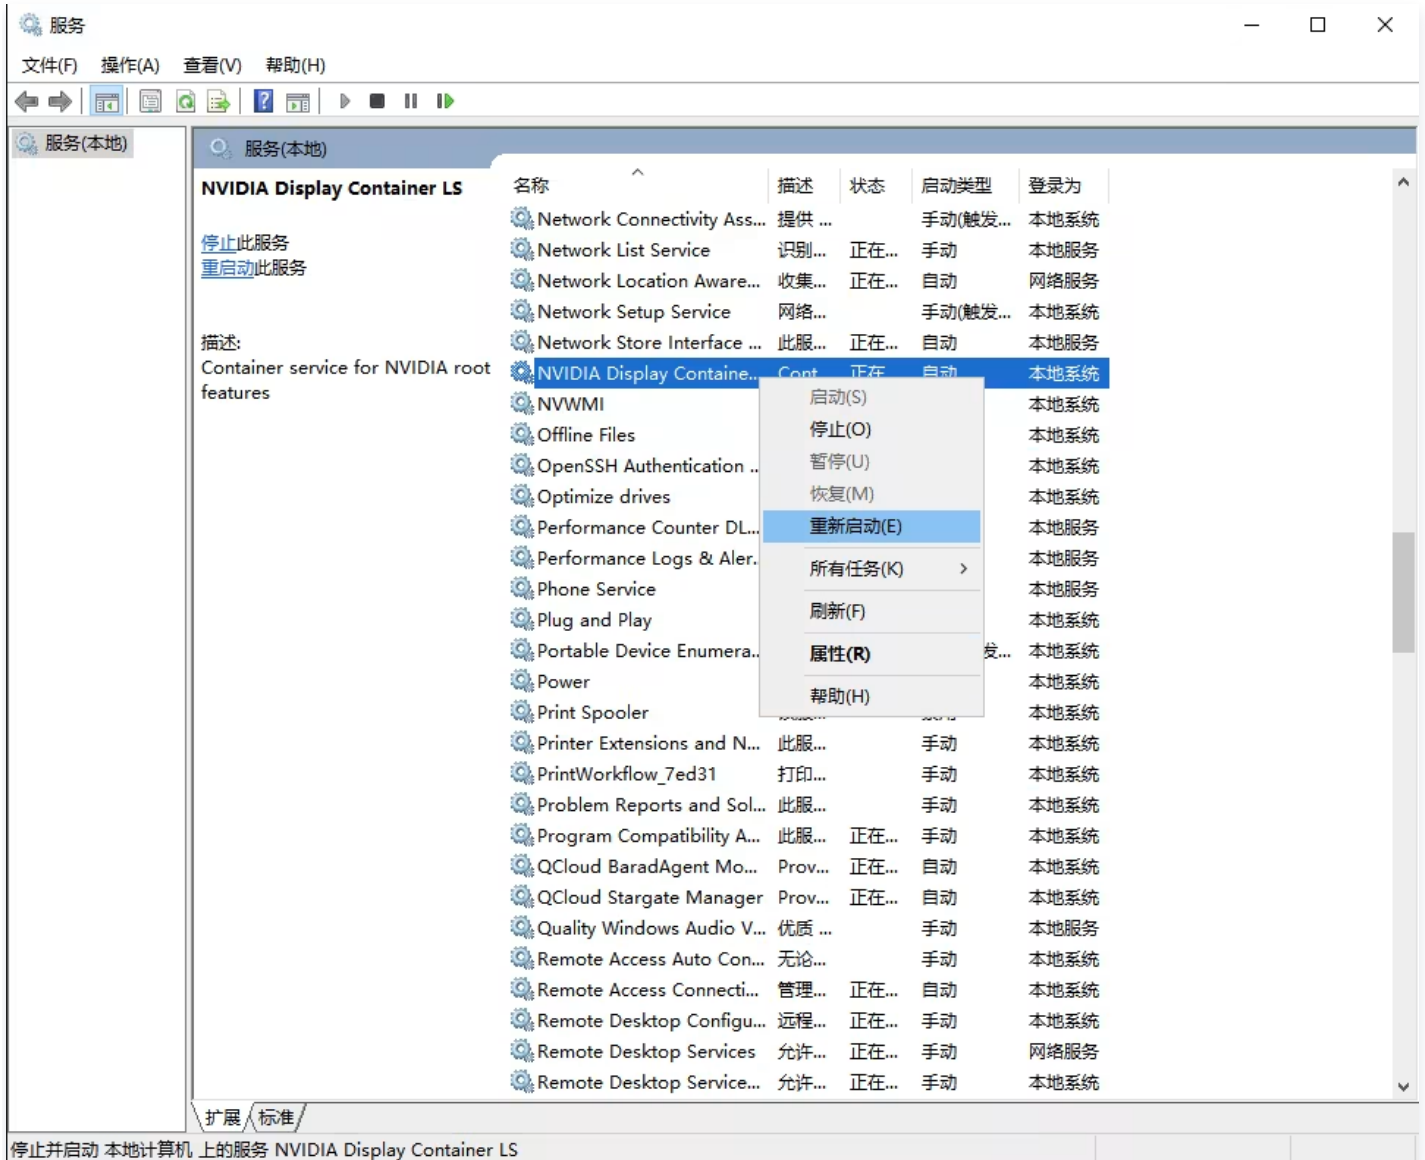 服务
文件(F) 操作(A) 查看(V) 帮助(H)
服务(本地)
服务(本地)
NVIDIA Display Container LS
停止此服务
重启动此服务
描述:
Container service for NVIDIA root
features
名称 描述 状态 启动类型 登录为
Network Connectivity Ass... 提供 ... 手动(触发... 本地系统
Network List Service 识别... 正在... 手动 本地服务
Network Location Aware... 收集... 正在... 自动 网络服务
Network Setup Service 网络... 手动(触发... 本地系统
Network Store Interface ... 此服... 正在... 自动 本地服务
NVIDIA Display Containe... Cont 正在 自动 本地系统
NVWMI 本地系统
Offline Files 本地系统
OpenSSH Authentication .. 本地系统
Optimize drives 本地系统
Performance Counter DL... 本地服务
Performance Logs & Aler.. 本地服务
Phone Service 本地服务
Plug and Play 本地系统
Portable Device Enumera.. 发... 本地系统
Power 本地系统
Print Spooler 本地系统
Printer Extensions and N... 此服... 手动 本地系统
PrintWorkflow_7ed31 打印... 手动 本地系统
Problem Reports and Sol... 此服... 手动 本地系统
Program Compatibility A... 此服... 正在... 手动 本地系统
QCloud BaradAgent Mo... Prov... 正在... 自动 本地系统
QCloud Stargate Manager Prov... 正在... 自动 本地系统
Quality Windows Audio V... 优质 ... 手动 本地服务
Remote Access Auto Con... 无论... 手动 本地系统
Remote Access Connecti... 管理... 正在... 自动 本地系统
Remote Desktop Configu... 远程... 正在... 手动 本地系统
Remote Desktop Services 允许... 正在... 手动 网络服务
Remote Desktop Service... 允许... 正在... 手动 本地系统
启动(S)
停止(O)
暂停(U)
恢复(M)
重新启动(E)
所有任务(K)
刷新(F)
属性(R)
帮助(H)
扩展 标准
停止并启动 本地计算机 上的服务 NVIDIA Display Container LS